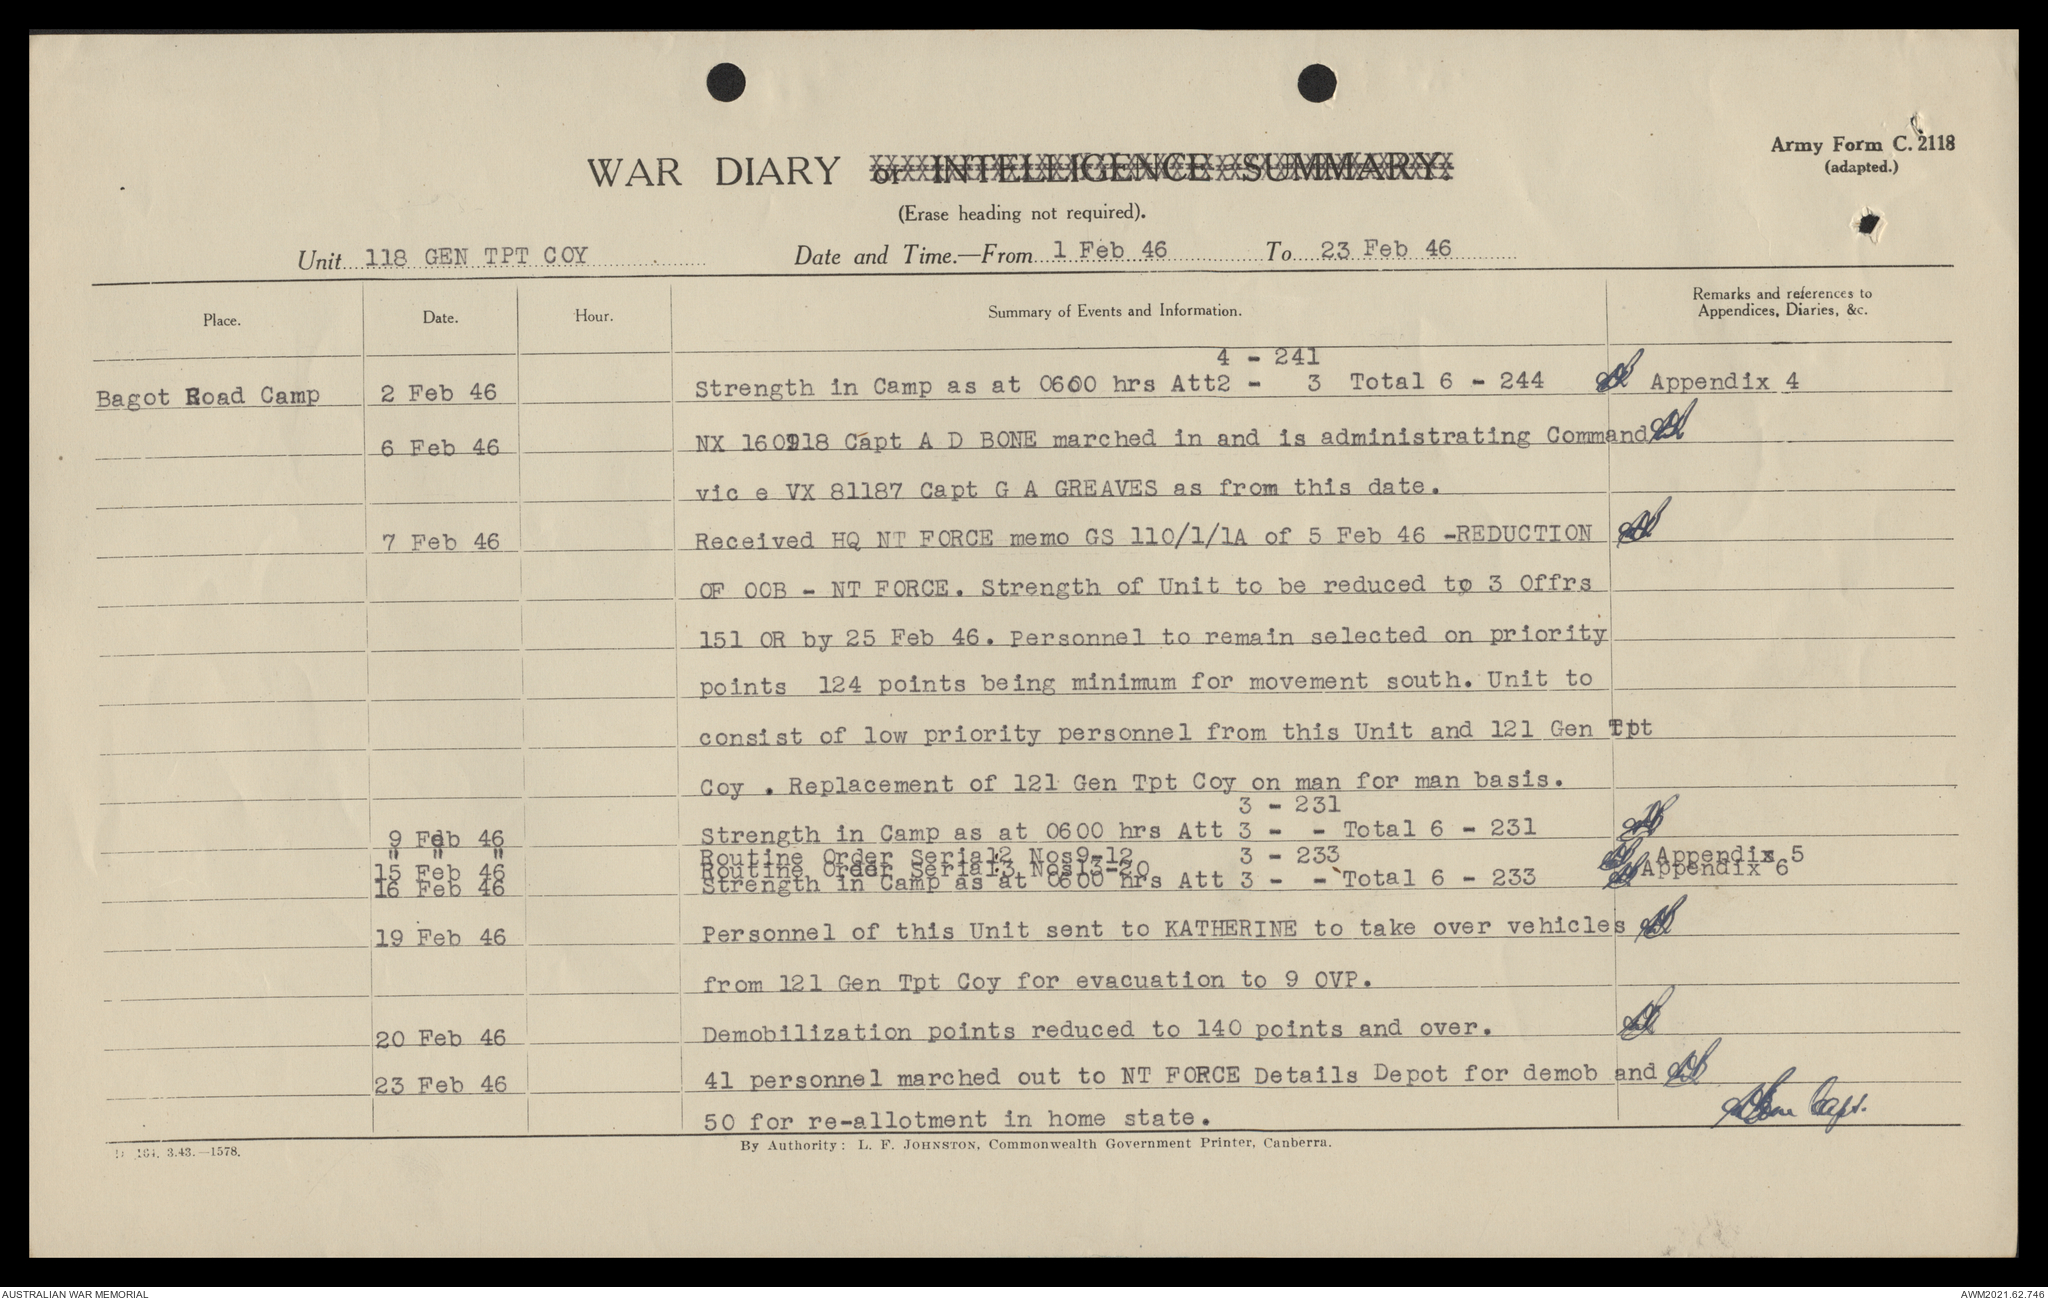 Army Form C. 2118
(adapted.)
WAR DIARY or INTELLIGENCE SUMMARY.
(Erase heading not required).
Unit 118 GEN TPT COY Date and Time.—From 1 Feb 46 To 23 Feb 46
Place. Date. Hour. Summary of Events and Information. Remarks and references to
Appendices, Diaries, &c.
4 - 241
Bagot Road Camp 2 Feb 46 Strength in Camp as at 0600 hrs Att2 - 3 Total 6 - 244 Appendix 4
6 Feb 46 NX 160918 Capt A D BONE marched in and is administrating Command
vic e VX 81187 Capt G A GREAVES as from this date.
7 Feb 46 Received HQ NT FORCE memo GS 110/1/1A of 5 Feb 46 -REDUCTION
OF OOB - NT FORCE. Strength of Unit to be reduced to 3 Offrs
151 OR by 25 Feb 46. Personnel to remain selected on priority
points 124 points being minimum for movement south. Unit to
consist of low priority personnel from this Unit and 121 Gen Tpt
Coy . Replacement of 121 Gen Tpt Coy on man for man basis.
3 - 231
9 Feb 46 Strength in Camp as at 0600 hrs Att 3 - - Total 6 - 231
" " " Routine Order Serial2 Nos9-12 3 - 233 Appendix 5
15 Feb 46 Routine Order Serial3 Nos13-20 Appendix 6
16 Feb 46 Strength in Camp as at 0600 hrs Att 3 - - Total 6 - 233
19 Feb 46 Personnel of this Unit sent to KATHERINE to take over vehicles
from 121 Gen Tpt Coy for evacuation to 9 OVP.
20 Feb 46 Demobilization points reduced to 140 points and over.
23 Feb 46 41 personnel marched out to NT FORCE Details Depot for demob and
50 for re-allotment in home state.
Bone Capt.
By Authority: L. F. JOHNSTON, Commonwealth Government Printer, Canberra.
3.43.—1578.
AUSTRALIAN WAR MEMORIAL
AWM2021.62.746